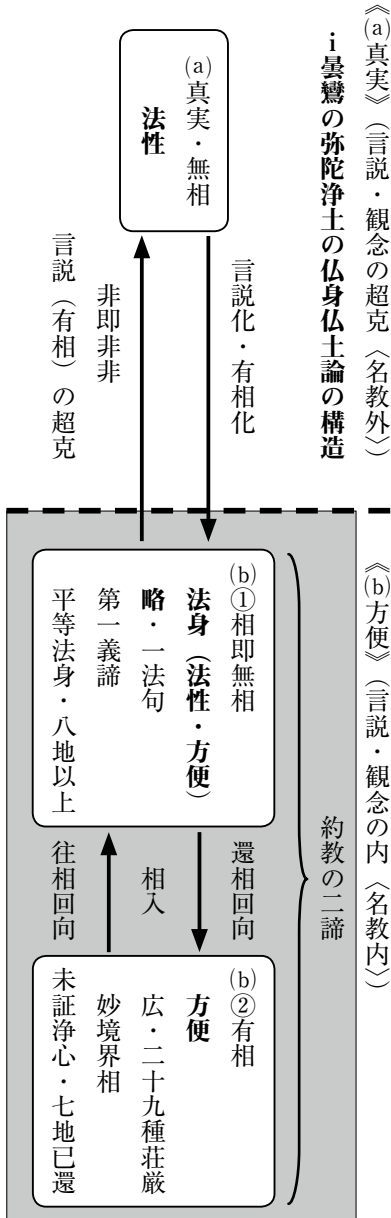 《(a)真実》（言説・観念の超克〈名教外〉）
《(b)方便》（言説・観念の内〈名教内〉）
ⅰ曇鸞の弥陀浄土の仏身仏土論の構造
約教の二諦
(a)真実・無相
法性
言説化・有相化
非即非非
言説（有相）の超克
(b)①相即無相
法身（法性・方便）
略・一法句
第一義諦
平等法身・八地以上
還相回向
相入
往相回向
(b)②有相
方便
広・二十九種荘厳
妙境界相
未証浄心・七地已還